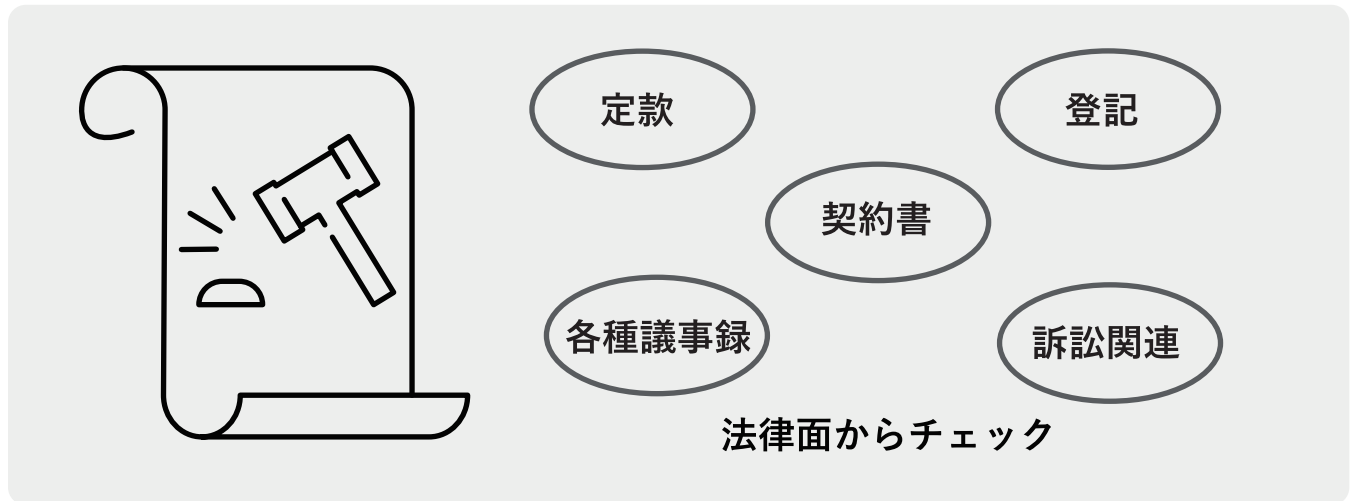 定款
登記
契約書
各種議事録
訴訟関連
法律面からチェック